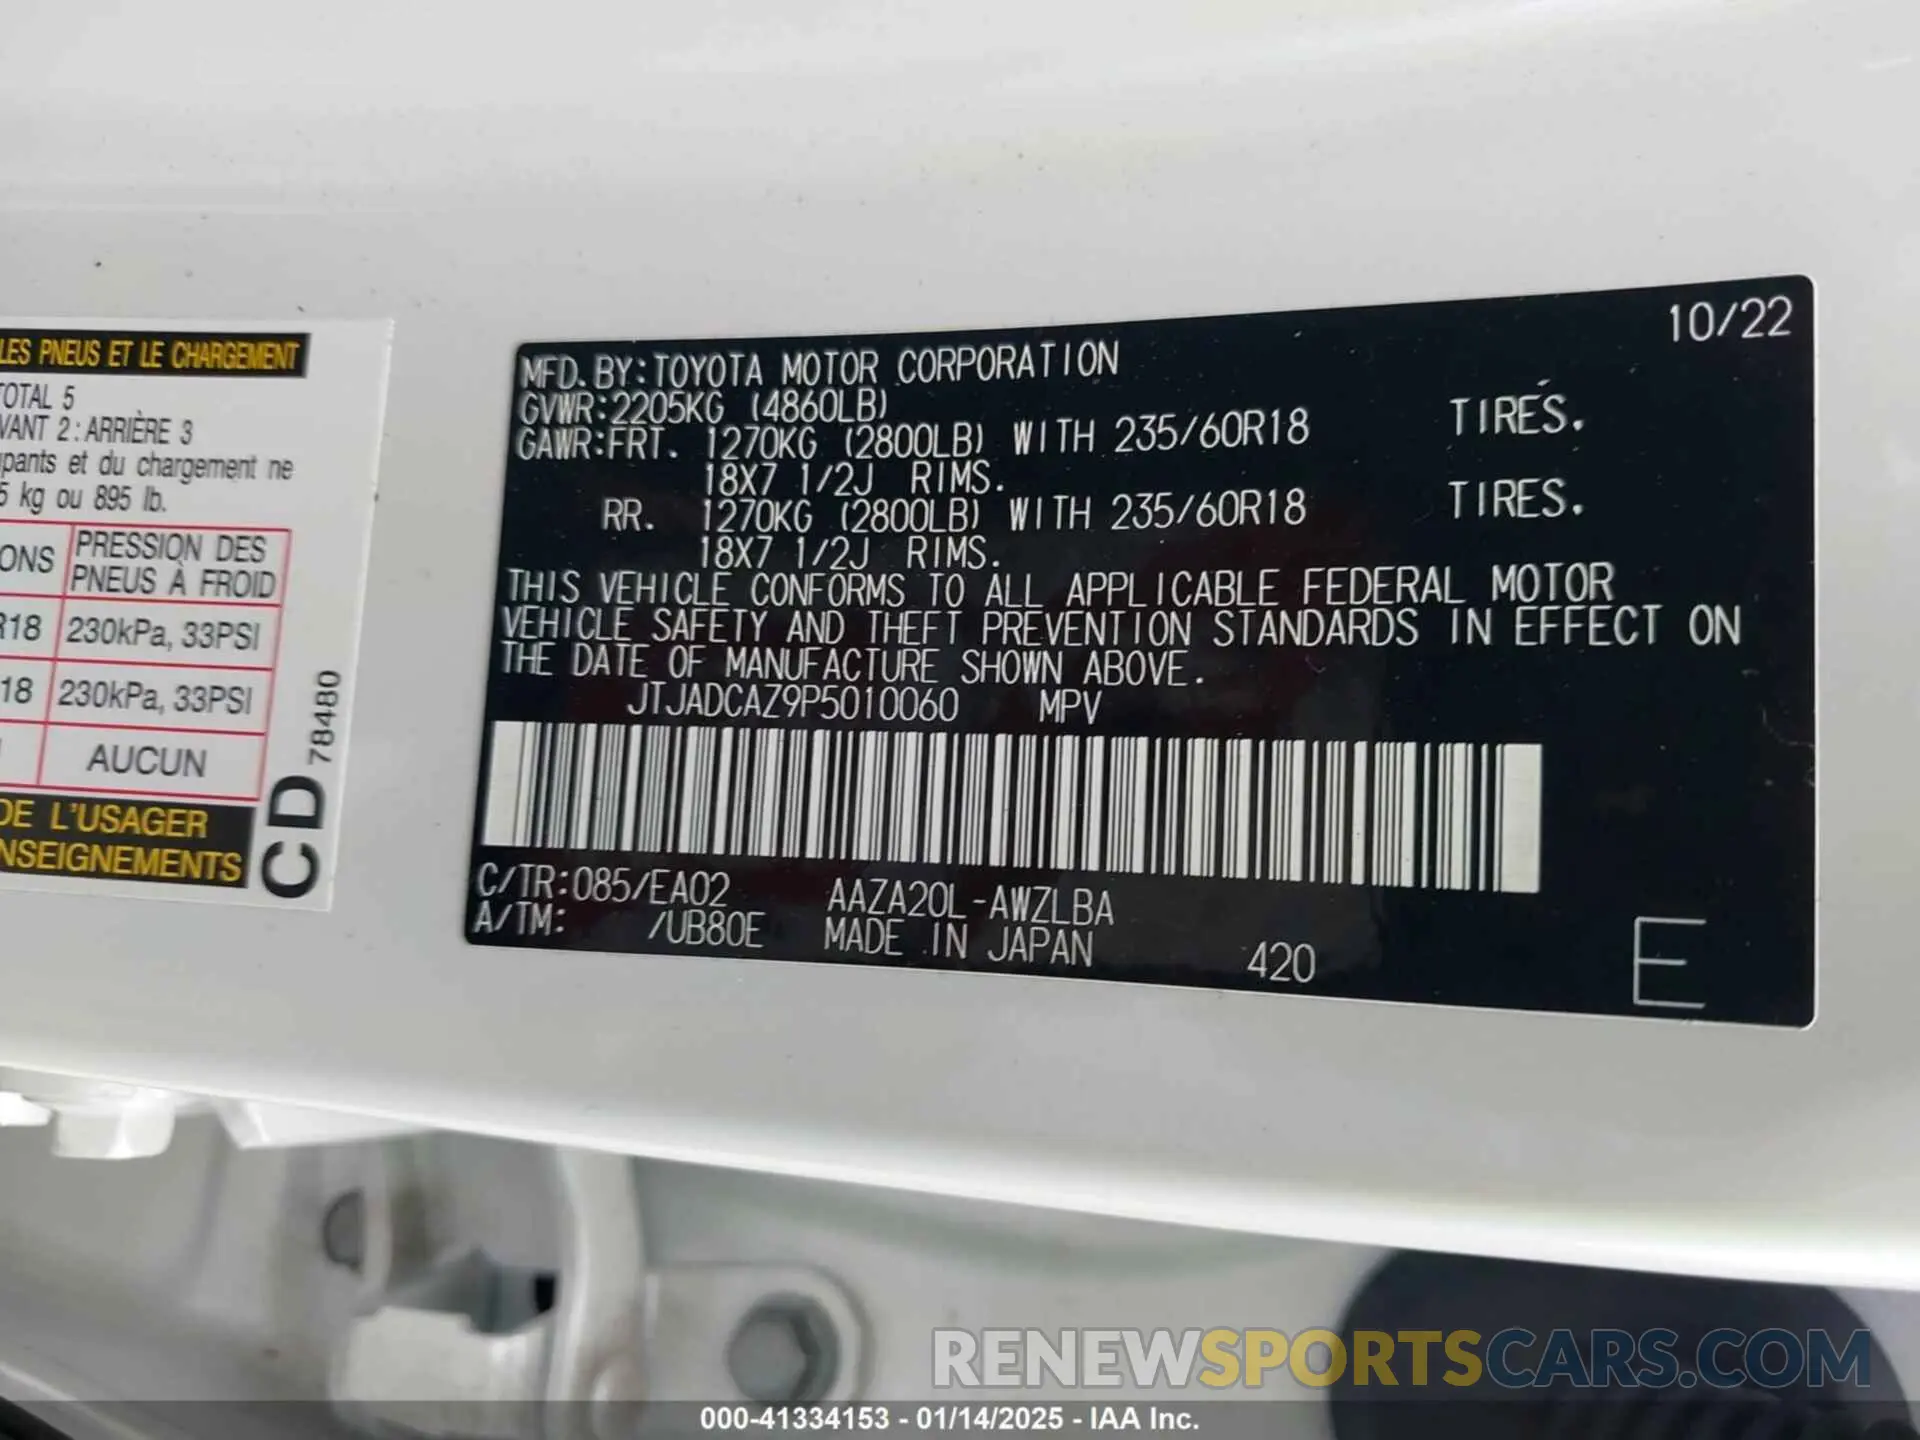 LES PNEUS ET LE CHARGEMENT
TOTAL 5
VANT 2 : ARRIÈRE 3
pants et du chargement ne
5 kg ou 895 lb.
ONS PRESSION DES
PNEUS À FROID
R18 230kPa, 33PSI
18 230kPa, 33PSI
AUCUN
DE L'USAGER
NSEIGNEMENTS
CD 78480
10/22
MFD. BY: TOYOTA MOTOR CORPORATION
GVWR: 2205KG (4860LB)
GAWR: FRT. 1270KG (2800LB) WITH 235/60R18 TIRES.
18X7 1/2J RIMS.
RR. 1270KG (2800LB) WITH 235/60R18 TIRES.
18X7 1/2J RIMS.
THIS VEHICLE CONFORMS TO ALL APPLICABLE FEDERAL MOTOR
VEHICLE SAFETY AND THEFT PREVENTION STANDARDS IN EFFECT ON
THE DATE OF MANUFACTURE SHOWN ABOVE.
JTJADCAZ9P5010060 MPV
C/TR: 085/EA02 AAZA20L-AWZLBA
A/TM: /UB80E MADE IN JAPAN 420
E
RENEWSPORTSCARS.COM
000-41334153 - 01/14/2025 - IAA Inc.